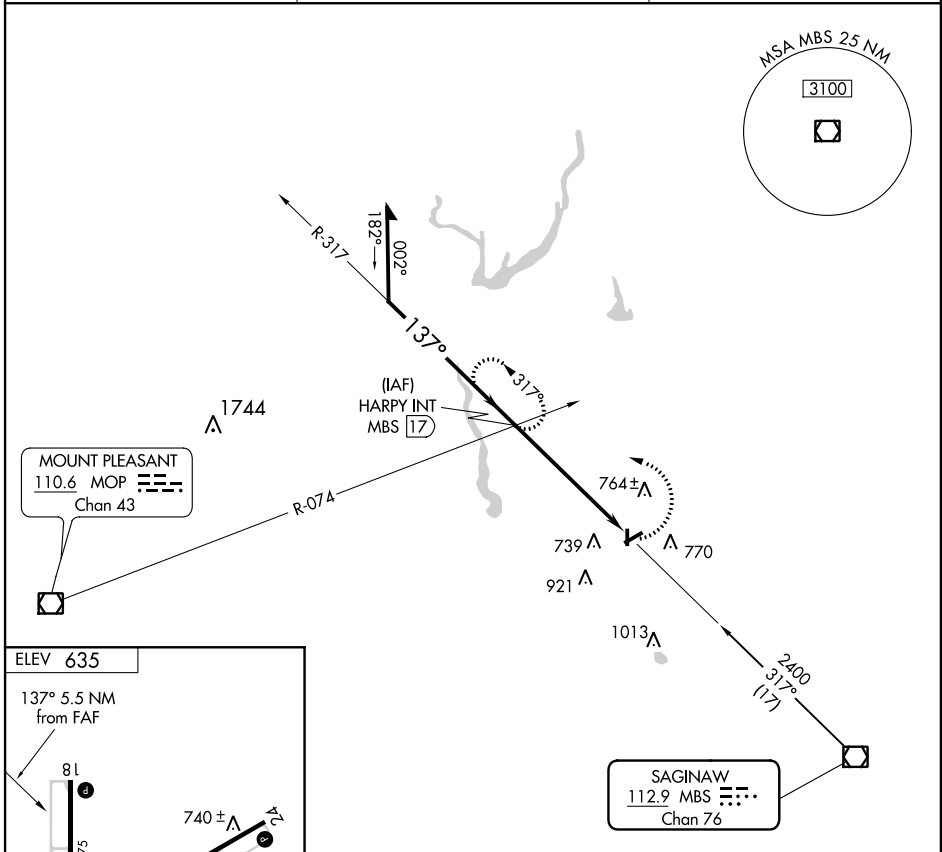 MSA MBS 25 NM
3100
R-317
182°
002°
137°
317°
(IAF)
HARPY INT
MBS 17
1744
MOUNT PLEASANT
110.6 MOP
Chan 43
R-074
764±
739
770
921
1013
2400
317°
(17)
SAGINAW
112.9 MBS
Chan 76
ELEV 635
137° 5.5 NM
from FAF
18
P
75
740±
24
P